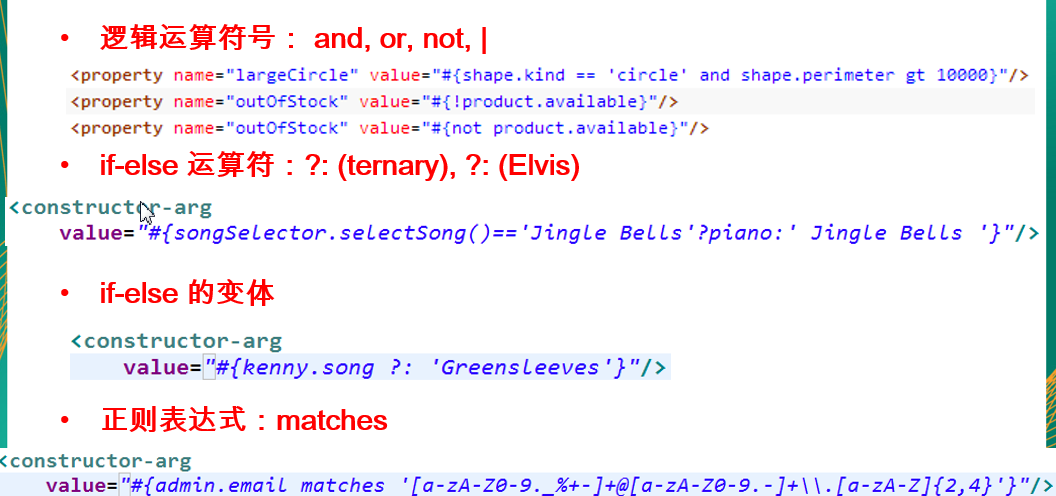 • 逻辑运算符号： and, or, not, |
<property name="largeCircle" value="#{shape.kind == 'circle' and shape.perimeter gt 10000}"/>
<property name="outOfStock" value="#{!product.available}"/>
<property name="outOfStock" value="#{not product.available}"/>
• if-else 运算符：?: (ternary), ?: (Elvis)
<constructor-arg
value="#{songSelector.selectSong()=='Jingle Bells'?piano:' Jingle Bells '}"/>
• if-else 的变体
<constructor-arg
value="#{kenny.song ?: 'Greensleeves'}"/>
• 正则表达式：matches
<constructor-arg
value="#{admin.email matches '[a-zA-Z0-9._%+-]+@[a-zA-Z0-9.-]+\\.[a-zA-Z]{2,4}'}"/>